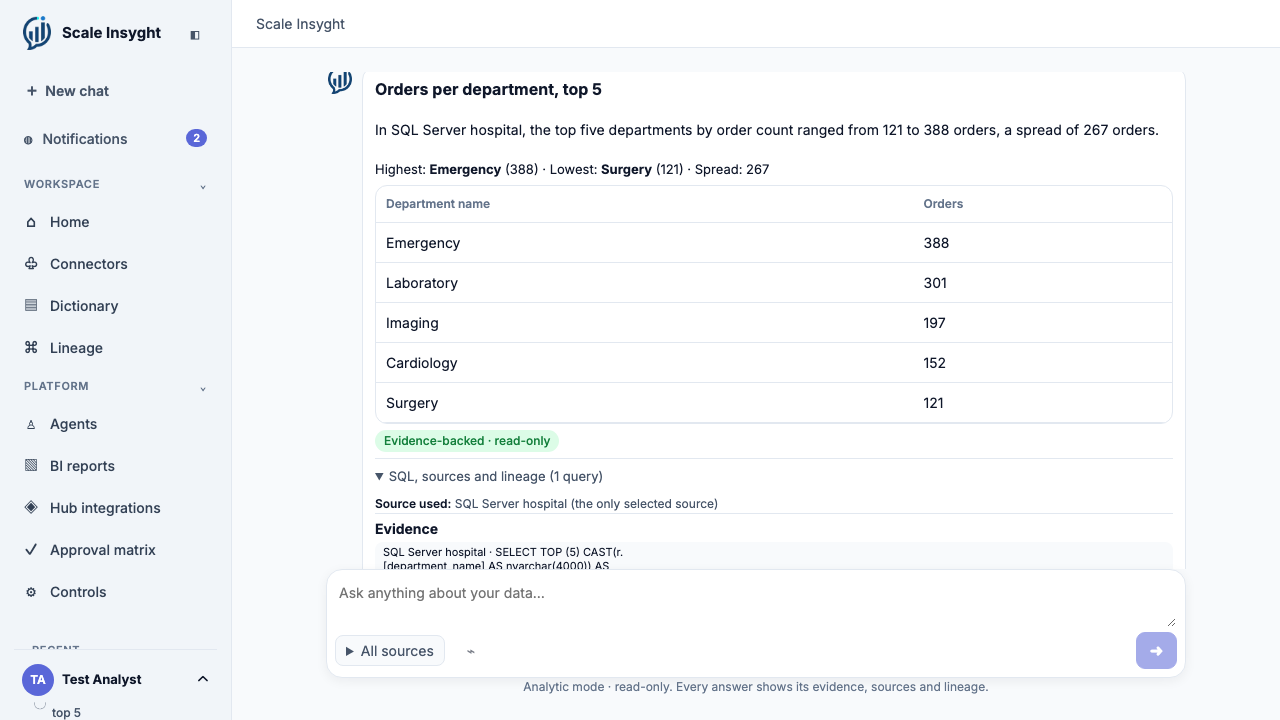 Scale Insyght
+ New chat
Notifications 2
WORKSPACE
Home
Connectors
Dictionary
Lineage
PLATFORM
Agents
BI reports
Hub integrations
Approval matrix
Controls
RECENT
TA Test Analyst
top 5
Scale Insyght
Orders per department, top 5
In SQL Server hospital, the top five departments by order count ranged from 121 to 388 orders, a spread of 267 orders.
Highest: Emergency (388) · Lowest: Surgery (121) · Spread: 267
Department name Orders
Emergency 388
Laboratory 301
Imaging 197
Cardiology 152
Surgery 121
Evidence-backed · read-only
▼ SQL, sources and lineage (1 query)
Source used: SQL Server hospital (the only selected source)
Evidence
SQL Server hospital · SELECT TOP (5) CAST(r.
[department_name] AS nvarchar(4000)) AS
Ask anything about your data...
▶ All sources
Analytic mode · read-only. Every answer shows its evidence, sources and lineage.